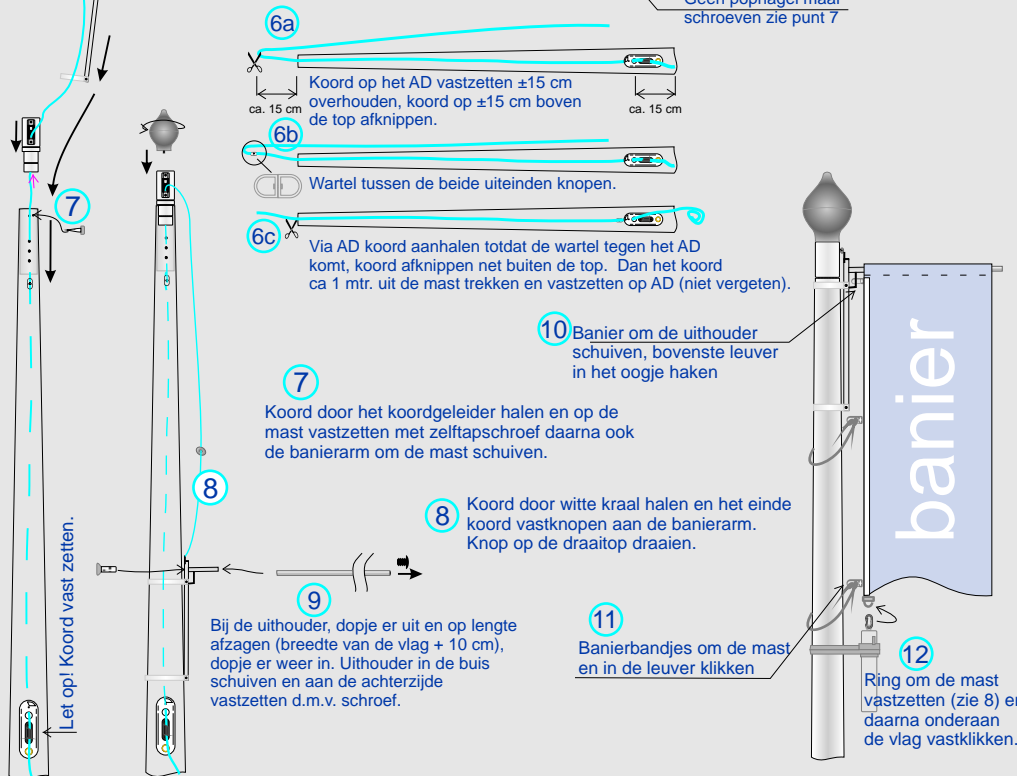 Geen popnagel maar
schroeven zie punt 7
6a
ca. 15 cm
Koord op het AD vastzetten ±15 cm
overhouden, koord op ±15 cm boven
de top afknippen.
ca. 15 cm
6b
Wartel tussen de beide uiteinden knopen.
6c
Via AD koord aanhalen totdat de wartel tegen het AD
komt, koord afknippen net buiten de top. Dan het koord
ca 1 mtr. uit de mast trekken en vastzetten op AD (niet vergeten).
7
10
Banier om de uithouder
schuiven, bovenste leuver
in het oogje haken
banier
7
Koord door het koordgeleider halen en op de
mast vastzetten met zelftapschroef daarna ook
de banierarm om de mast schuiven.
8
8
Koord door witte kraal halen en het einde
koord vastknopen aan de banierarm.
Knop op de draaitop draaien.
Let op! Koord vast zetten.
9
Bij de uithouder, dopje er uit en op lengte
afzagen (breedte van de vlag + 10 cm),
dopje er weer in. Uithouder in de buis
schuiven en aan de achterzijde
vastzetten d.m.v. schroef.
11
Banierbandjes om de mast
en in de leuver klikken
12
Ring om de mast
vastzetten (zie 8) en
daarna onderaan
de vlag vastklikken.